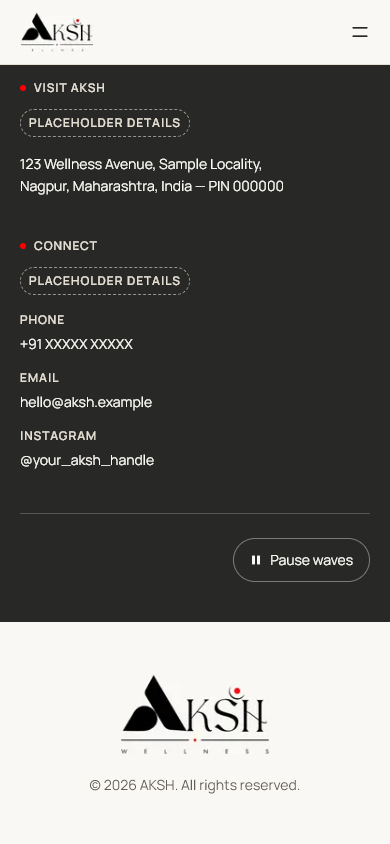 AKSH
WELLNESS
VISIT AKSH
PLACEHOLDER DETAILS
123 Wellness Avenue, Sample Locality,
Nagpur, Maharashtra, India — PIN 000000
CONNECT
PLACEHOLDER DETAILS
PHONE
+91 XXXXX XXXXX
EMAIL
hello@aksh.example
INSTAGRAM
@your_aksh_handle
Pause waves
AKSH
WELLNESS
© 2026 AKSH. All rights reserved.